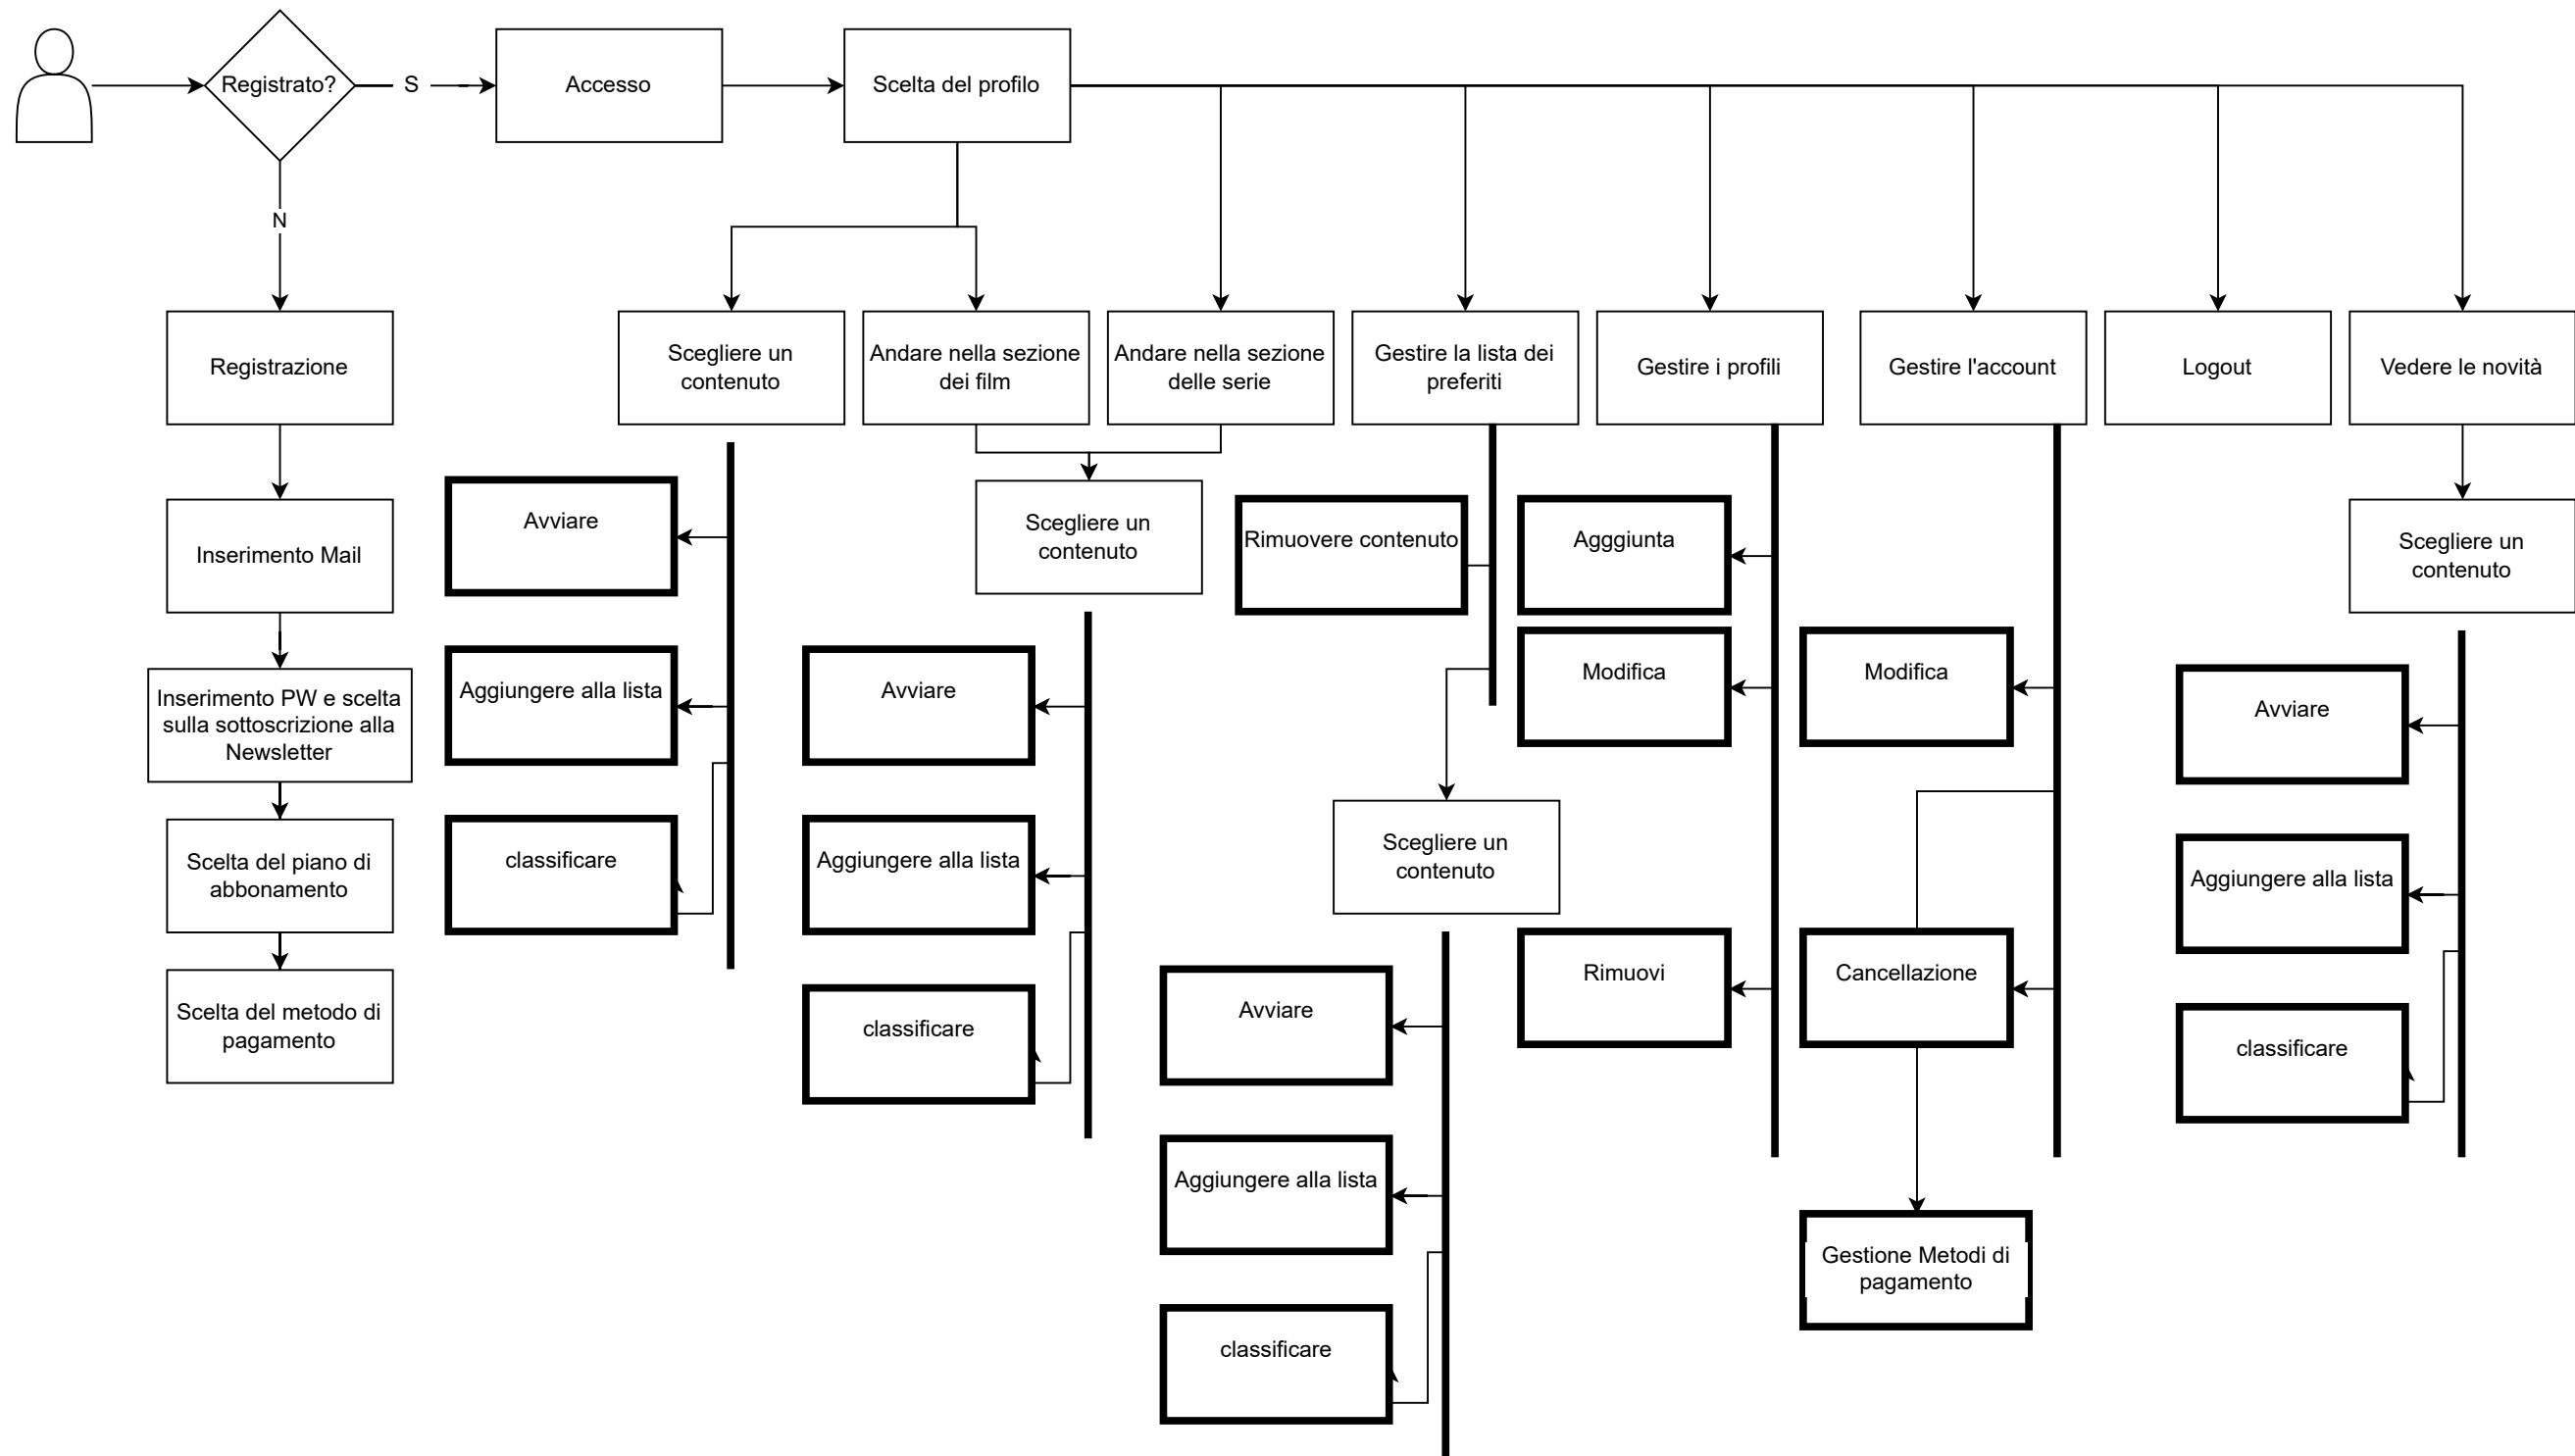 Registrato?
S
Accesso
Scelta del profilo
N
Registrazione
Scegliere un
contenuto
Andare nella sezione
dei film
Andare nella sezione
delle serie
Gestire la lista dei
preferiti
Gestire i profili
Gestire l'account
Logout
Vedere le novità
Inserimento Mail
Avviare
Scegliere un
contenuto
Rimuovere contenuto
Agggiunta
Scegliere un
contenuto
Inserimento PW e scelta
sulla sottoscrizione alla
Newsletter
Aggiungere alla lista
Avviare
Modifica
Modifica
Avviare
Scelta del piano di
abbonamento
classificare
Aggiungere alla lista
Scegliere un
contenuto
Aggiungere alla lista
Scelta del metodo di
pagamento
classificare
Avviare
Rimuovi
Cancellazione
classificare
Aggiungere alla lista
Gestione Metodi di
pagamento
classificare